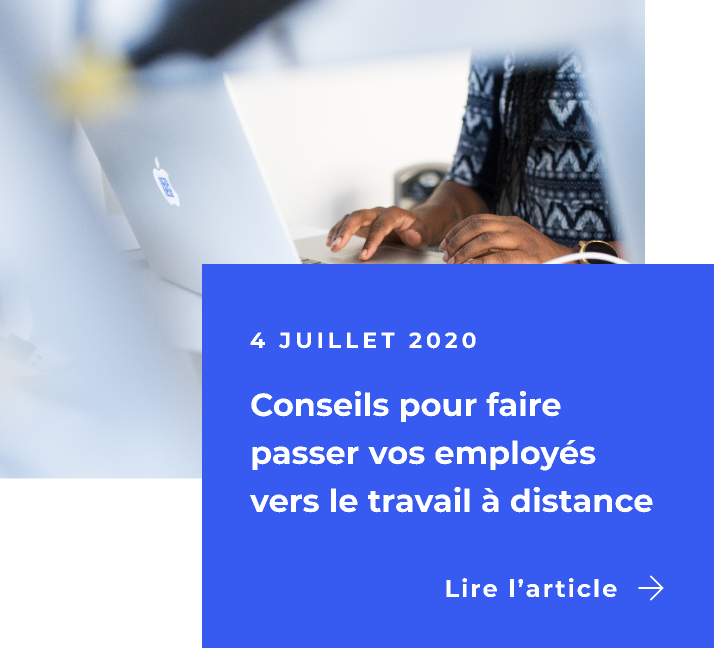 4 JUILLET 2020
Conseils pour faire
passer vos employés
vers le travail à distance
Lire l’article